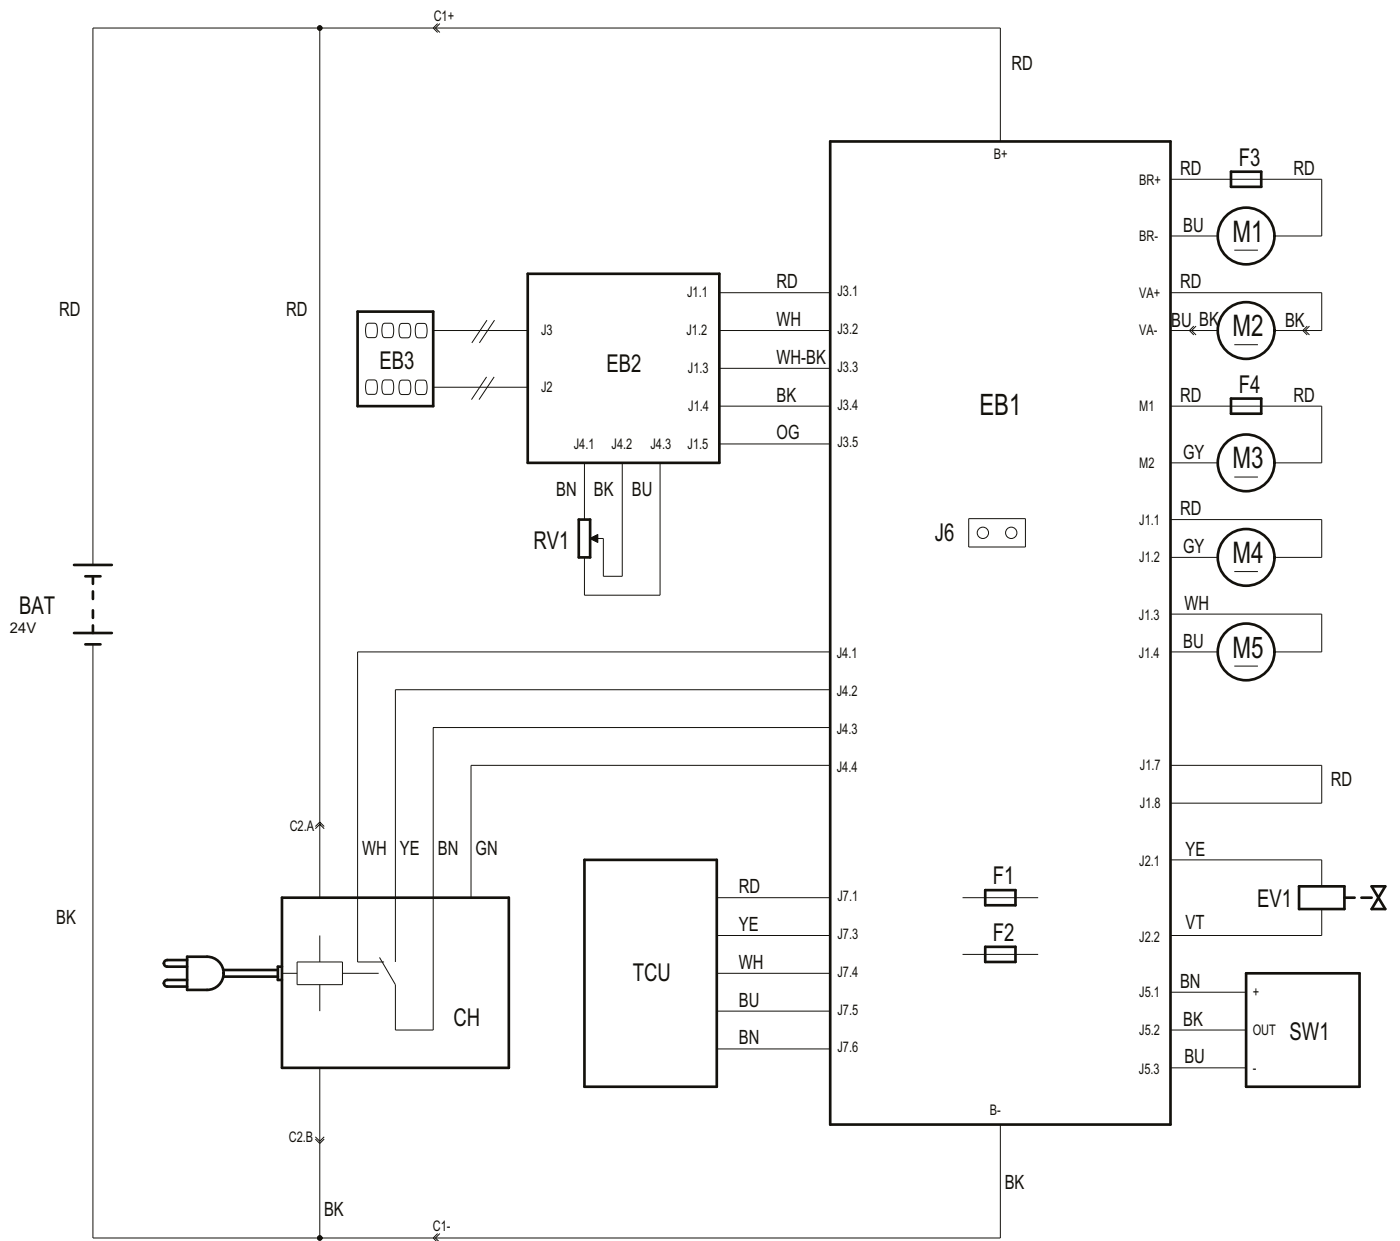 C1+
RD
B+
BR+ RD F3 RD
BR- BU M1
VA+ RD
VA- BU BK M2 BK
M1 RD F4 RD
M2 GY M3
J1.1 RD
J1.2 GY M4
J1.3 WH
J1.4 BU M5
J1.7
RD
J1.8
J2.1 YE
EV1
J2.2 VT
J5.1 BN +
J5.2 BK OUT SW1
J5.3 BU -
EB1
J6
F1
F2
RD
RD
J1.1 RD J3.1
J3 J1.2 WH J3.2
EB3
EB2
J1.3 WH-BK J3.3
J2
J1.4 BK J3.4
J4.1 J4.2 J4.3 J1.5 OG J3.5
BN BK BU
RV1
BAT
24V
J4.1
J4.2
J4.3
J4.4
C2.A
WH YE BN GN
BK
CH
TCU
RD J7.1
YE J7.3
WH J7.4
BU J7.5
BN J7.6
B-
C2.B
BK
BK
C1-